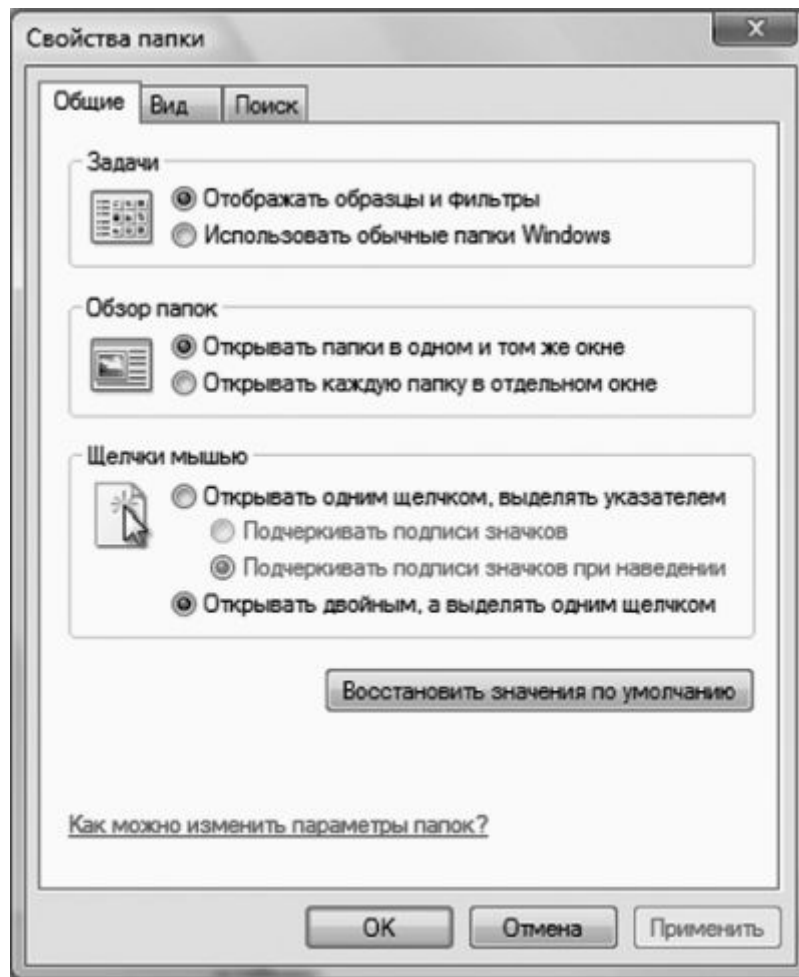 Свойства папки
Общие Вид Поиск
Задачи
Отображать образцы и фильтры
Использовать обычные папки Windows
Обзор папок
Открывать папки в одном и том же окне
Открывать каждую папку в отдельном окне
Щелчки мышью
Открывать одним щелчком, выделять указателем
Подчеркивать подписи значков
Подчеркивать подписи значков при наведении
Открывать двойным, а выделять одним щелчком
Восстановить значения по умолчанию
Как можно изменить параметры папок?
ОК Отмена Применить